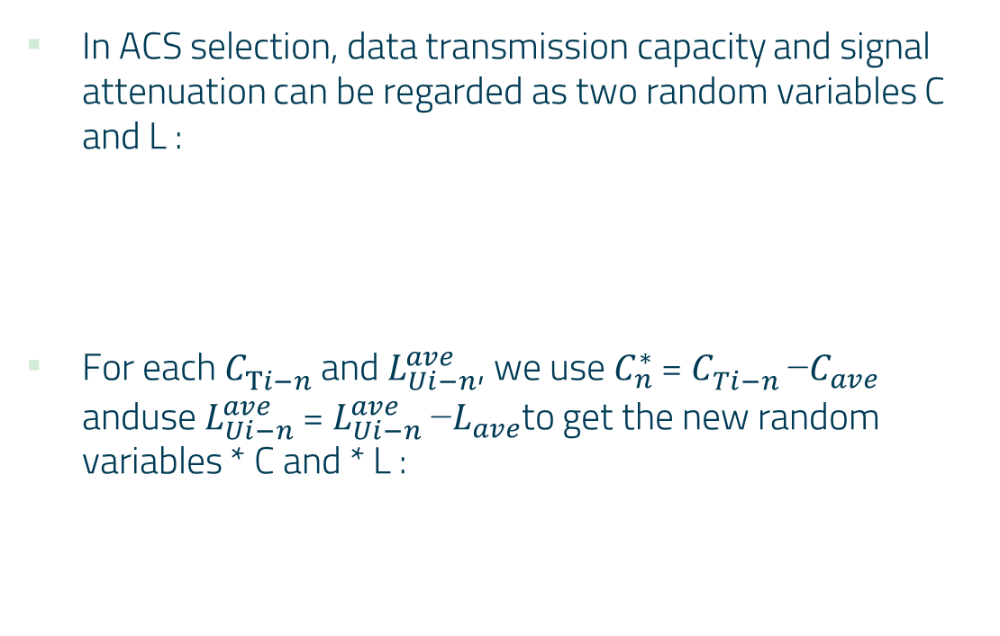 ▪ In ACS selection, data transmission capacity and signal
attenuation can be regarded as two random variables C
and L :
▪ For each $C_{\mathrm{T}i-n}$ and $L_{Ui-n,}^{ave}$ we use $C_n^*$ = $C_{Ti-n}$ −$C_{ave}$
anduse $L_{Ui-n}^{ave}$ = $L_{Ui-n}^{ave}$ −$L_{ave}$to get the new random
variables * C and * L :